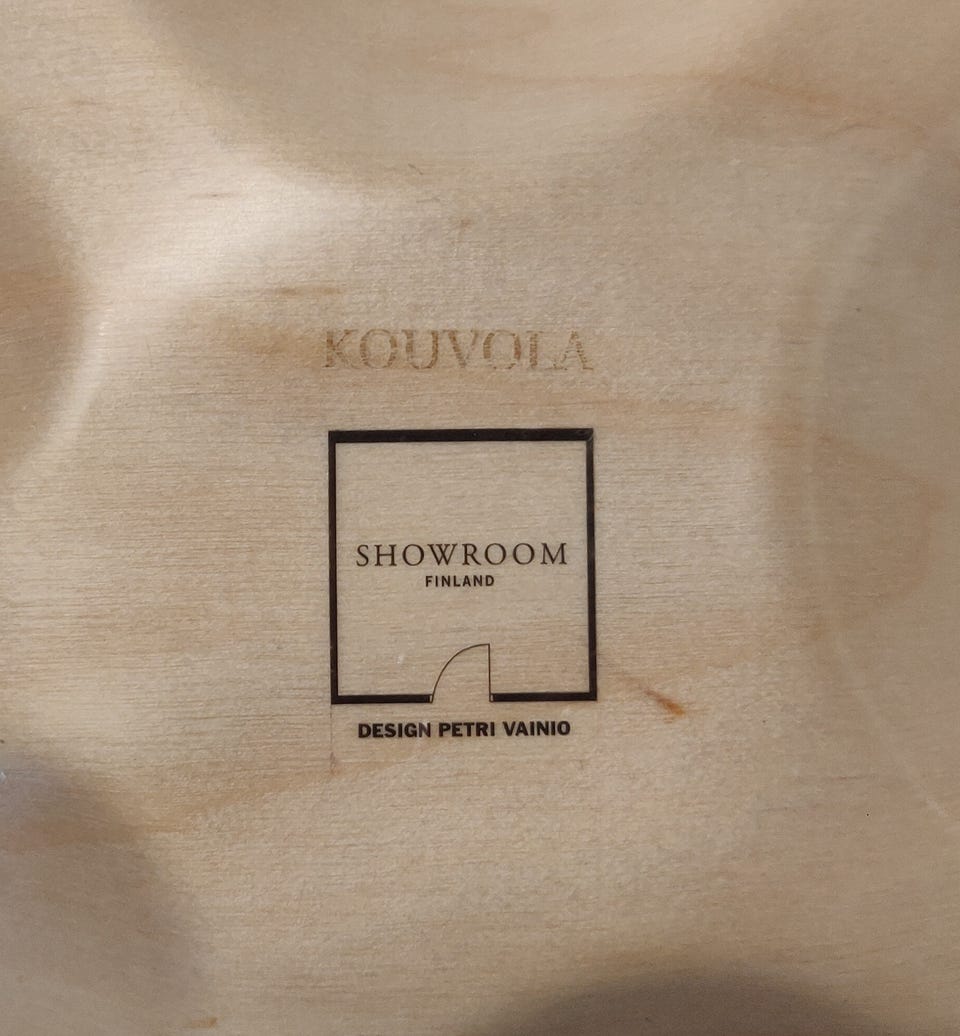 KOUVOLA
SHOWROOM
FINLAND
DESIGN PETRI VAINIO